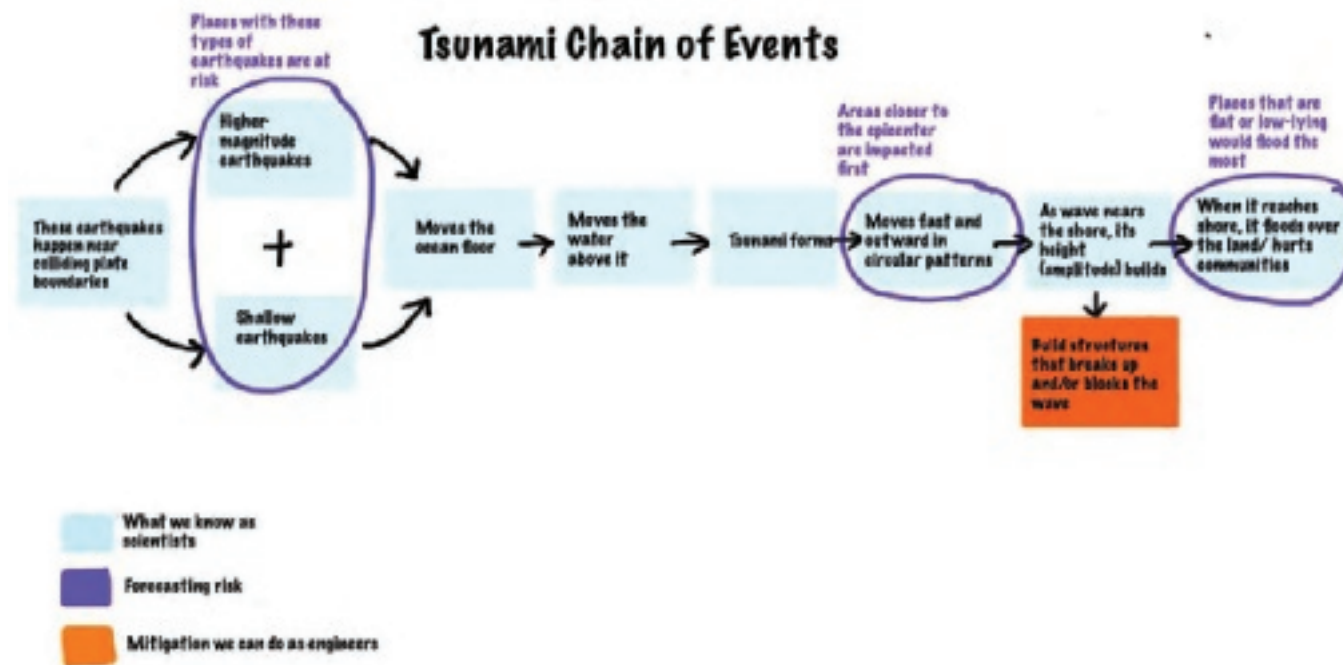 Tsunami Chain of Events
Places with these
types of
earthquakes are at
risk
Higher-
magnitude
earthquakes
+
Shallow
earthquakes
These earthquakes
happen near
colliding plate
boundaries
Moves the
ocean floor
Moves the
water
above it
Tsunami forms
Areas closer to
the epicenter
are impacted
first
Moves fast and
outward in
circular patterns
As wave nears
the shore, its
height
(amplitude) builds
Build structures
that breaks up
and/or blocks the
wave
Places that are
flat or low-lying
would flood the
most
When it reaches
shore, it floods over
the land/ hurts
communities
What we know as
scientists
Forecasting risk
Mitigation we can do as engineers